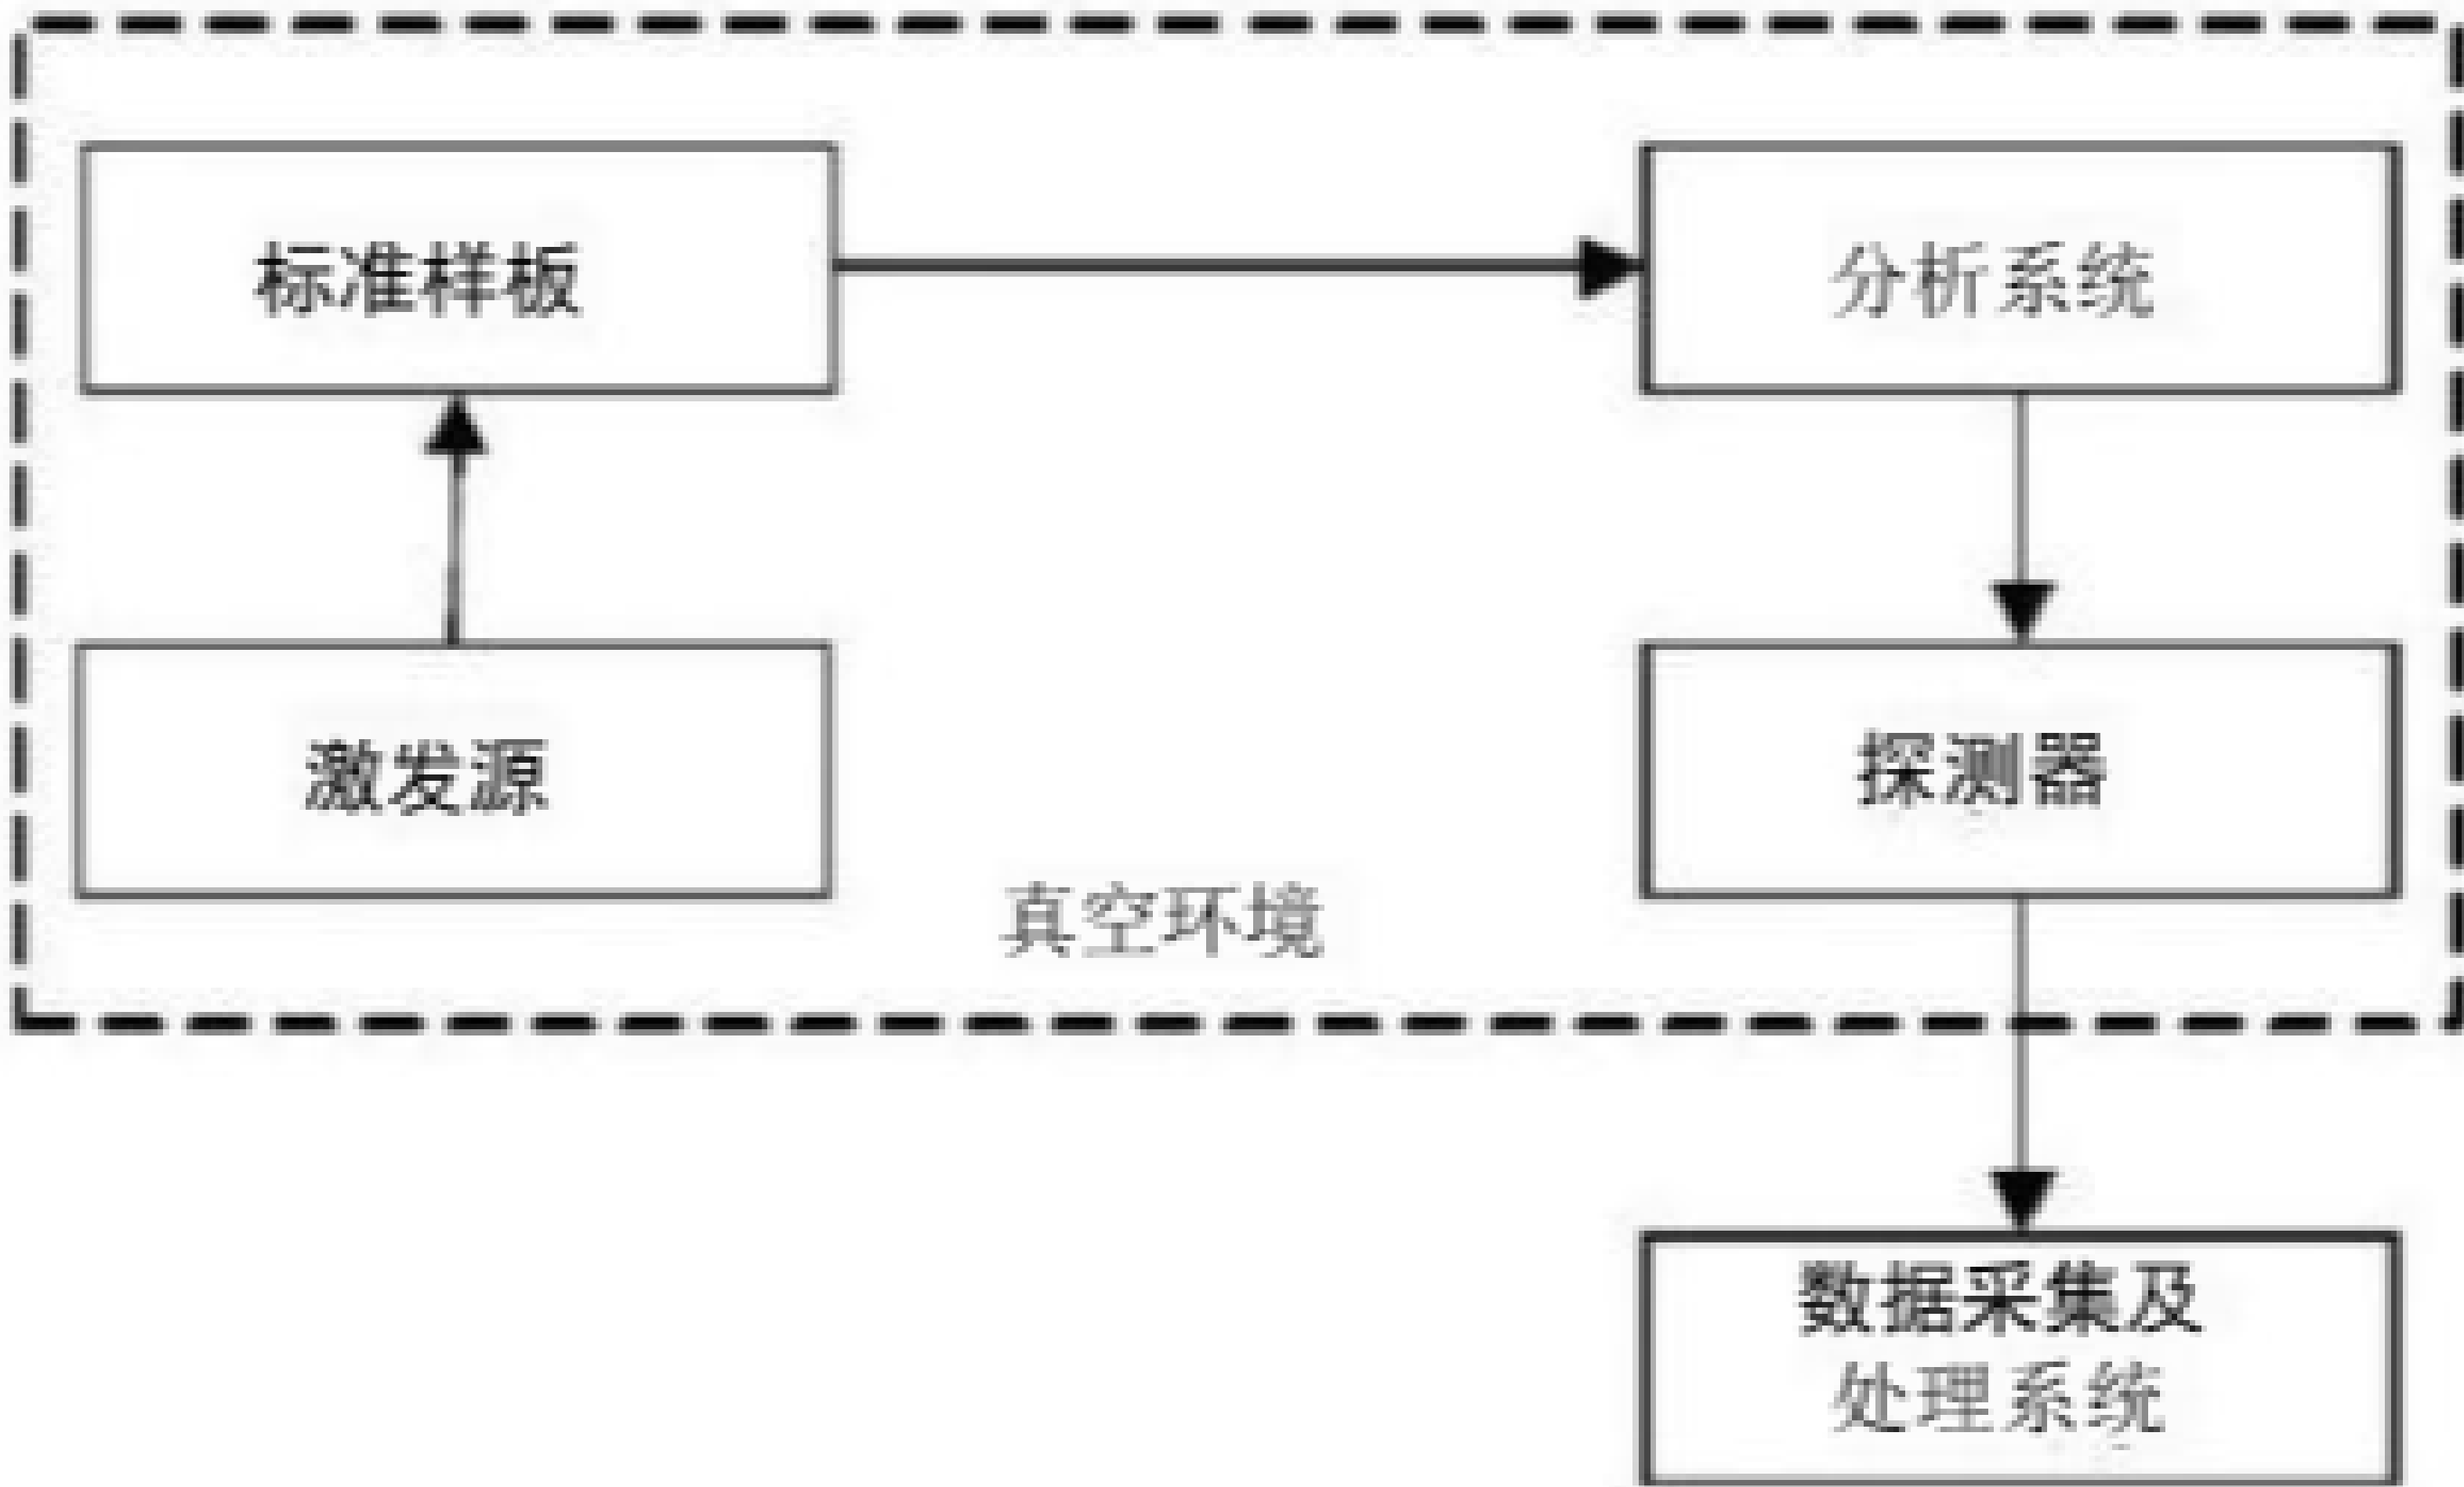 标准样板
分析系统
激发源
探测器
真空环境
数据采集及
处理系统